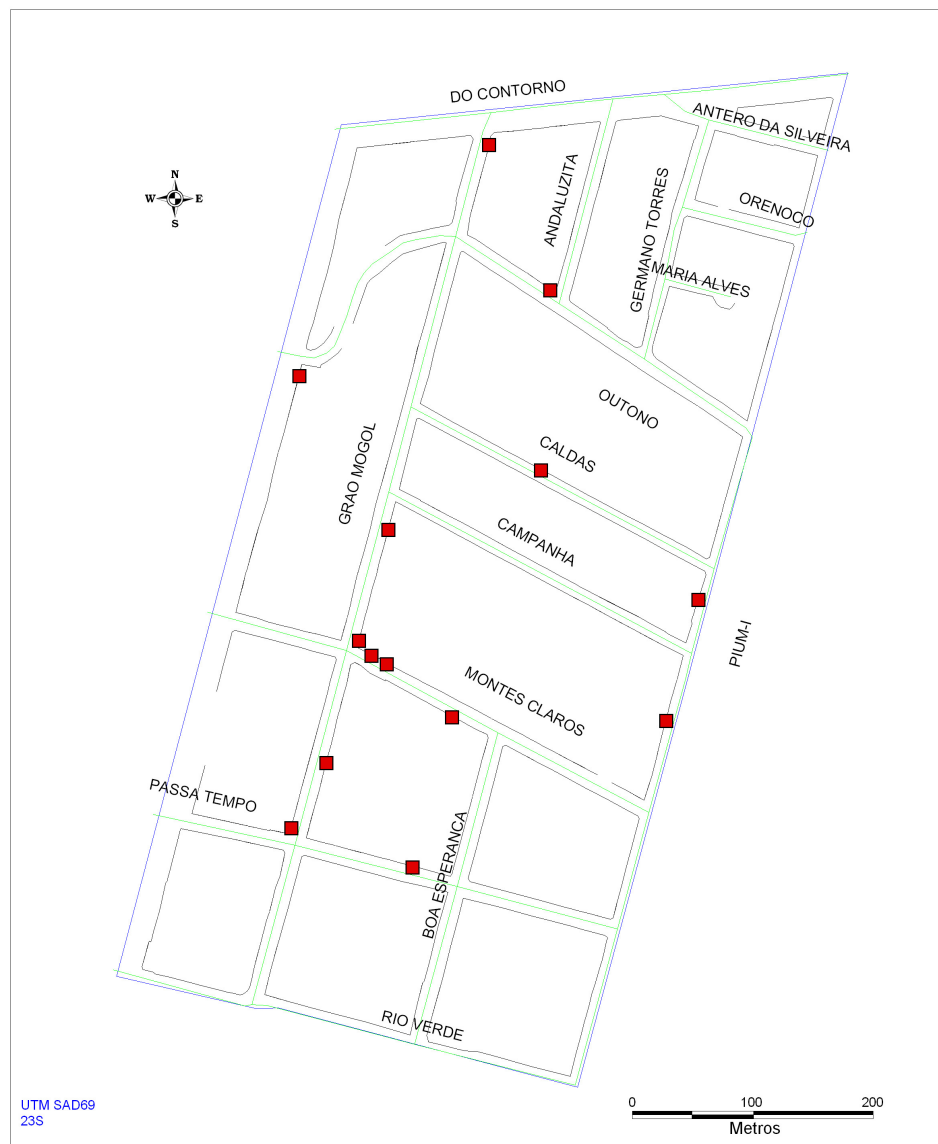 DO CONTORNO
ANTERO DA SILVEIRA
N
W E
S
ANDALUZITA
GERMANO TORRES
ORENOCO
MARIA ALVES
OUTONO
CALDAS
GRAO MOGOL
CAMPANHA
PIUM-I
MONTES CLAROS
PASSA TEMPO
BOA ESPERANCA
RIO VERDE
UTM SAD69
23S
0 100 200
Metros